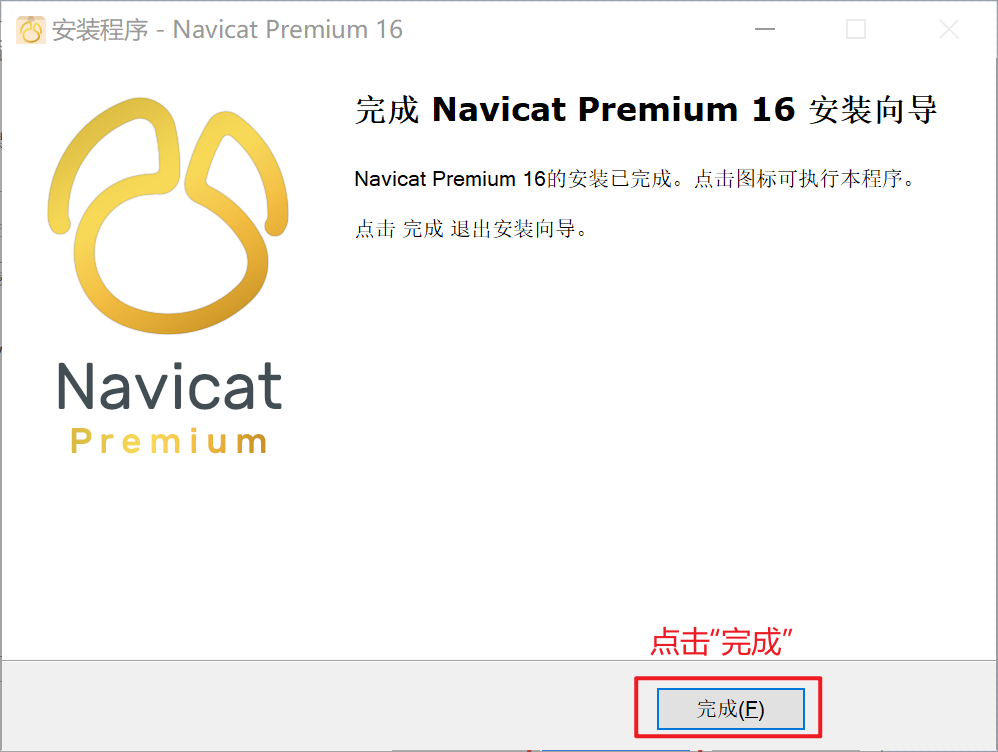 安装程序 - Navicat Premium 16
完成 Navicat Premium 16 安装向导
Navicat Premium 16的安装已完成。点击图标可执行本程序。
点击 完成 退出安装向导。
Navicat
Premium
点击“完成”
完成(F)